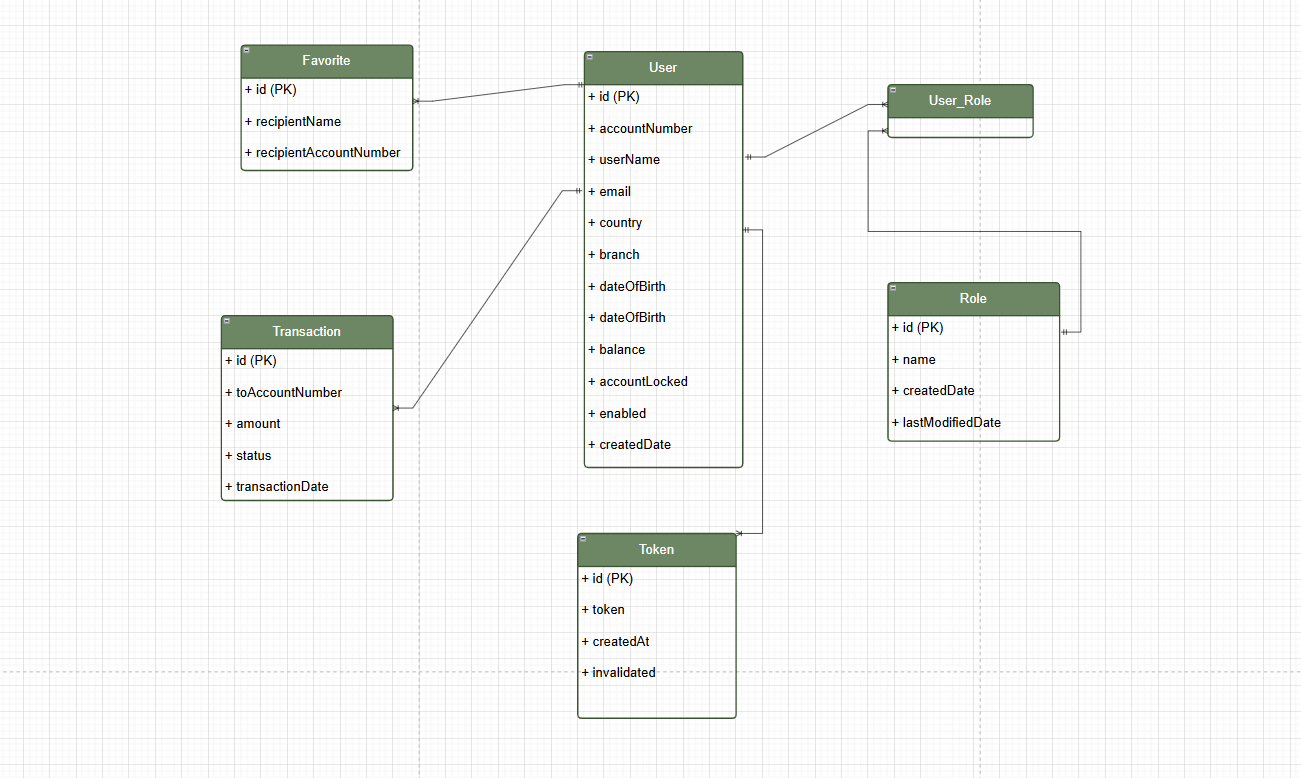 Favorite
+ id (PK)
+ recipientName
+ recipientAccountNumber
User
+ id (PK)
+ accountNumber
+ userName
+ email
+ country
+ branch
+ dateOfBirth
+ dateOfBirth
+ balance
+ accountLocked
+ enabled
+ createdDate
User_Role
Transaction
+ id (PK)
+ toAccountNumber
+ amount
+ status
+ transactionDate
Role
+ id (PK)
+ name
+ createdDate
+ lastModifiedDate
Token
+ id (PK)
+ token
+ createdAt
+ invalidated